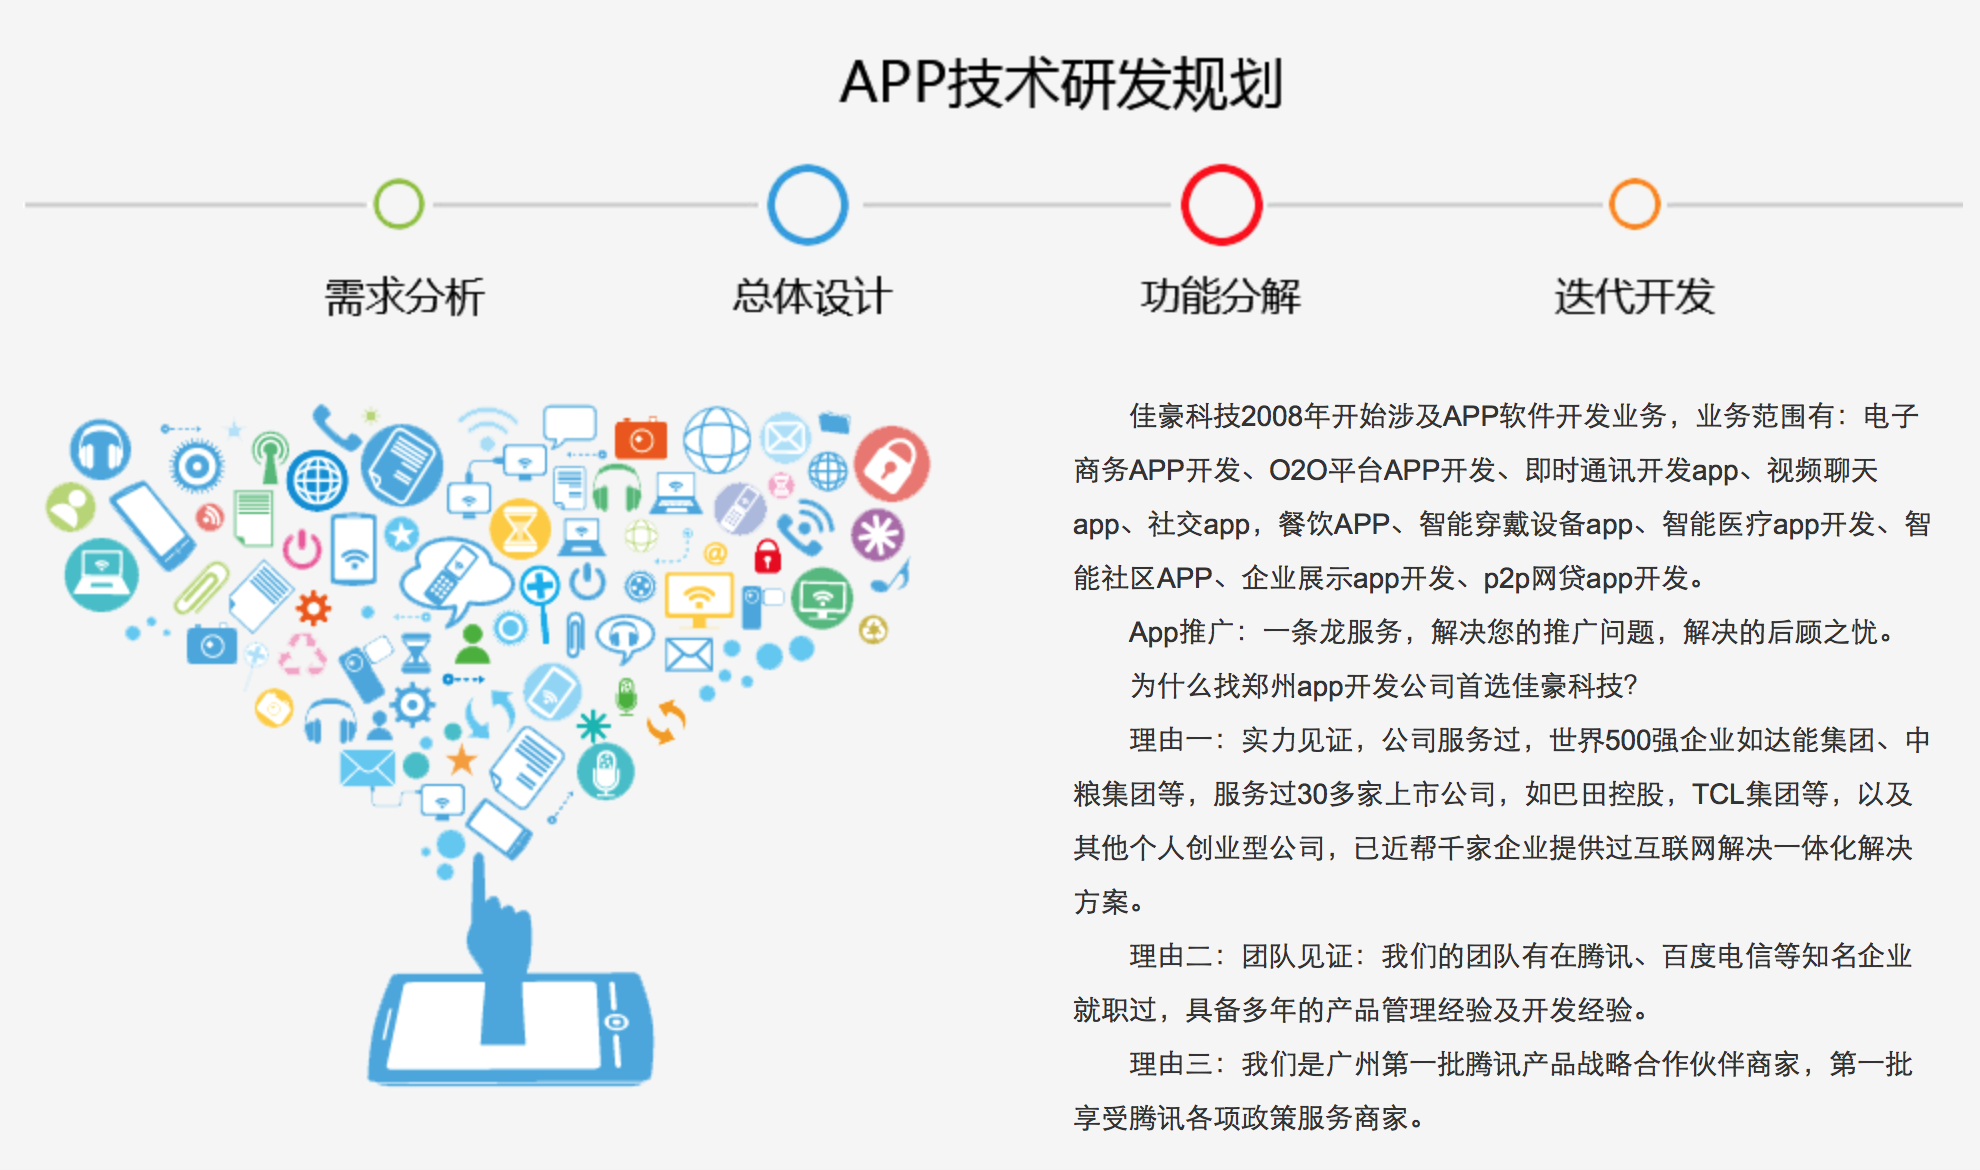 APP技术研发规划
需求分析
总体设计
功能分解
迭代开发
佳豪科技2008年开始涉及APP软件开发业务，业务范围有：电子
商务APP开发、O2O平台APP开发、即时通讯开发app、视频聊天
app、社交app，餐饮APP、智能穿戴设备app、智能医疗app开发、智
能社区APP、企业展示app开发、p2p网贷app开发。
App推广：一条龙服务，解决您的推广问题，解决的后顾之忧。
为什么找郑州app开发公司首选佳豪科技？
理由一：实力见证，公司服务过，世界500强企业如达能集团、中
粮集团等，服务过30多家上市公司，如巴田控股，TCL集团等，以及
其他个人创业型公司，已近帮千家企业提供过互联网解决一体化解决
方案。
理由二：团队见证：我们的团队有在腾讯、百度电信等知名企业
就职过，具备多年的产品管理经验及开发经验。
理由三：我们是广州第一批腾讯产品战略合作伙伴商家，第一批
享受腾讯各项政策服务商家。